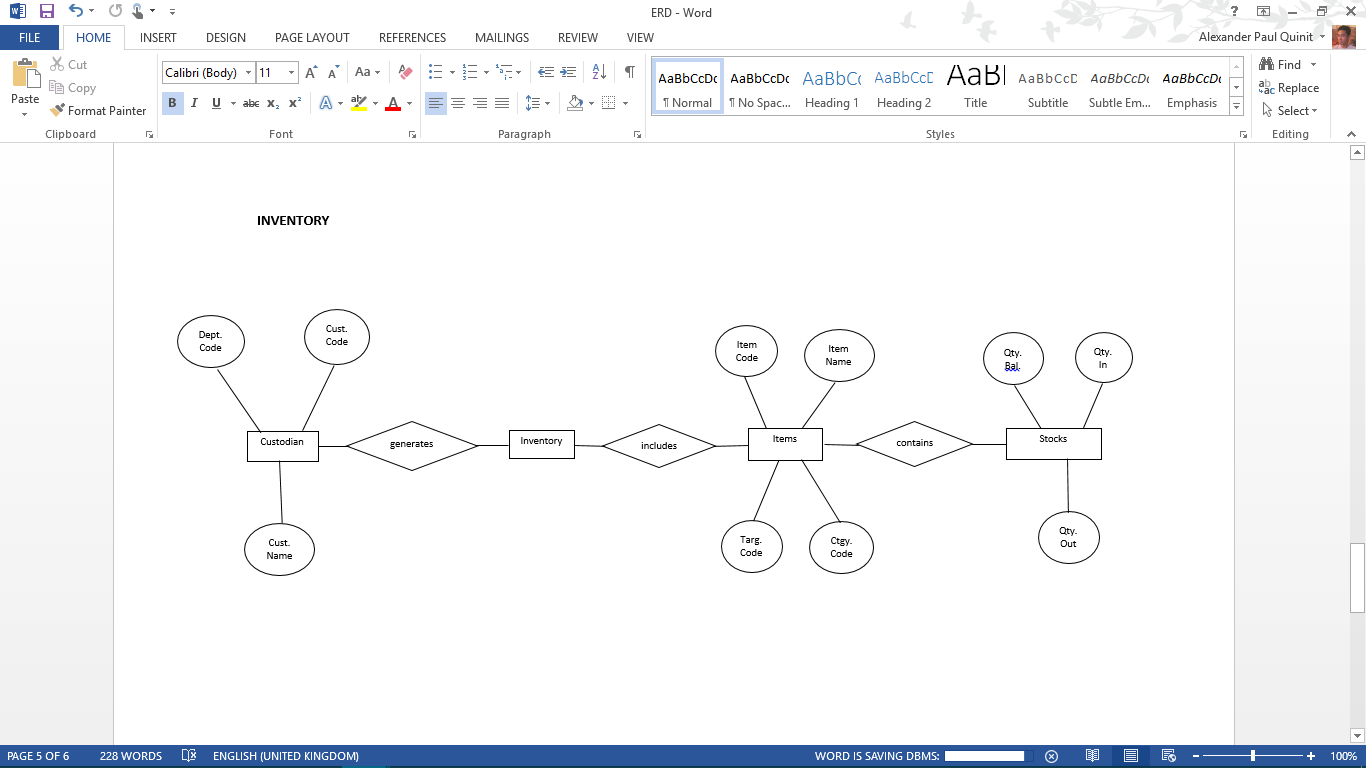 ERD - Word
FILE HOME INSERT DESIGN PAGE LAYOUT REFERENCES MAILINGS REVIEW VIEW
Alexander Paul Quinit
Paste
Cut
Copy
Format Painter
Clipboard
Calibri (Body) 11
B I U abc x₂ x²
Font
Paragraph
AaBbCcDc AaBbCcDc AaBbCc AaBbCcD AaBl AaBbCcD AaBbCcDc AaBbCcDc
¶ Normal ¶ No Spac... Heading 1 Heading 2 Title Subtitle Subtle Em... Emphasis
Styles
Find
Replace
Select
Editing
INVENTORY
Dept.
Code
Cust.
Code
Item
Code
Item
Name
Qty.
Bal.
Qty.
In
Custodian
generates
Inventory
includes
Items
contains
Stocks
Cust.
Name
Targ.
Code
Ctgy.
Code
Qty.
Out
PAGE 5 OF 6 228 WORDS ENGLISH (UNITED KINGDOM) WORD IS SAVING DBMS: 100%